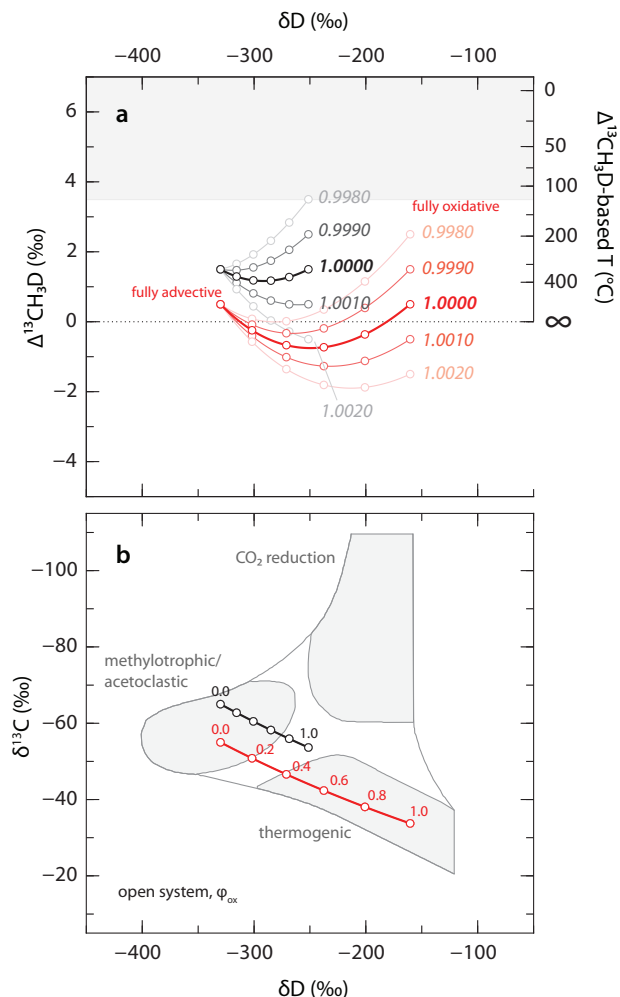 δD (‰)
−400 −300 −200 −100
a
6
4
2
0
−2
−4
Δ¹³CH₃D (‰)
0
50
100
200
400
∞
Δ¹³CH₃D-based T (°C)
0.9980
fully oxidative
0.9990
0.9980
1.0000
0.9990
fully advective
1.0010
1.0000
1.0010
1.0020
1.0020
b
CO₂ reduction
methylotrophic/
acetoclastic
0.0
1.0
0.0
0.2
0.4
0.6
0.8
1.0
thermogenic
open system, φₒₓ
−100
−80
−60
−40
−20
δ¹³C (‰)
−400 −300 −200 −100
δD (‰)